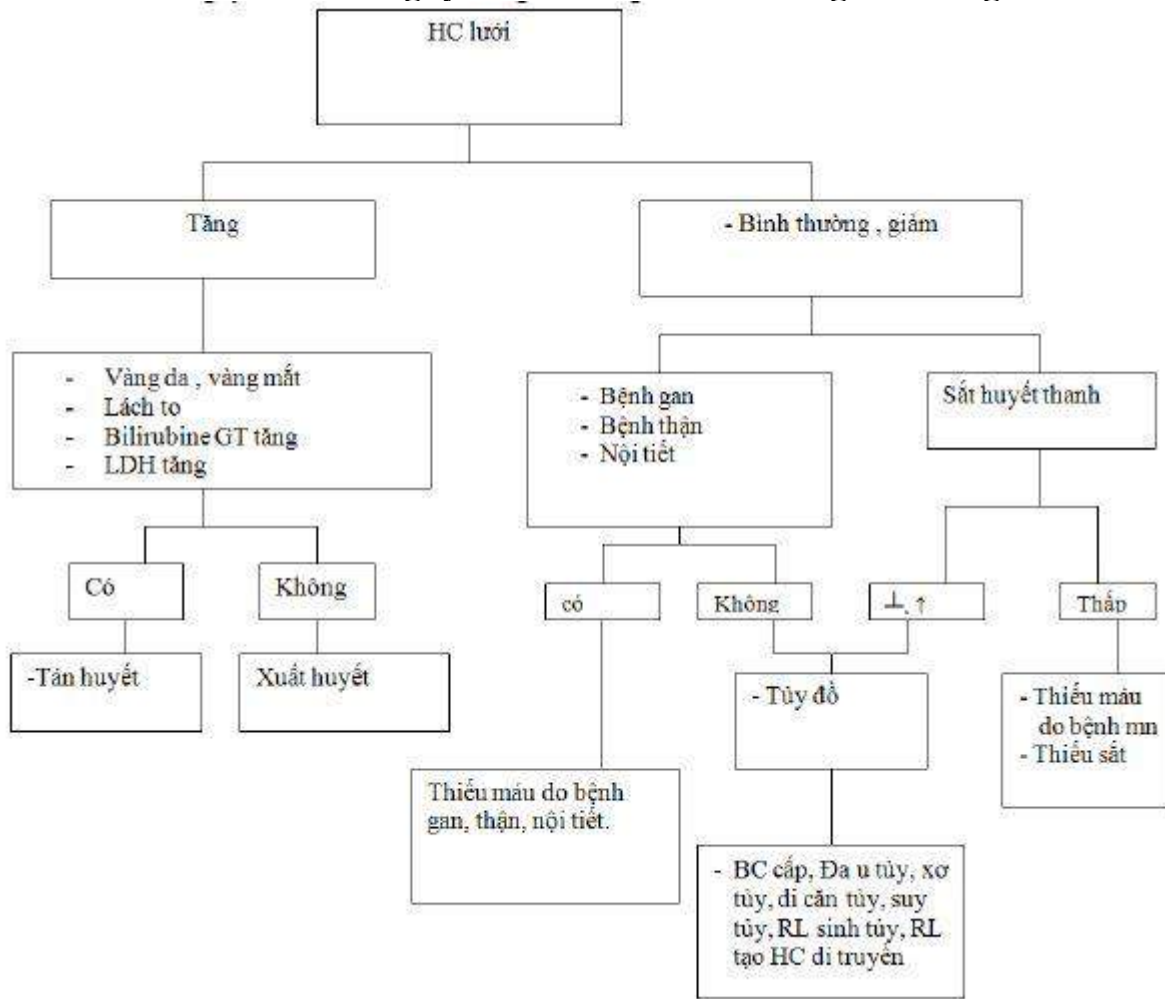 HC lưới
Tăng
- Bình thường , giảm
- Vàng da , vàng mắt
- Lách to
- Bilirubine GT tăng
- LDH tăng
- Bệnh gan
- Bệnh thận
- Nội tiết
Sắt huyết thanh
Có
Không
có
Không
⊥, ↑
Thấp
-Tán huyết
Xuất huyết
- Tủy đồ
- Thiếu máu
do bệnh mn
- Thiếu sắt
Thiếu máu do bệnh
gan, thận, nội tiết.
- BC cấp, Đa u tủy, xơ
tủy, di căn tủy, suy
tủy, RL sinh tủy, RL
tạo HC di truyền